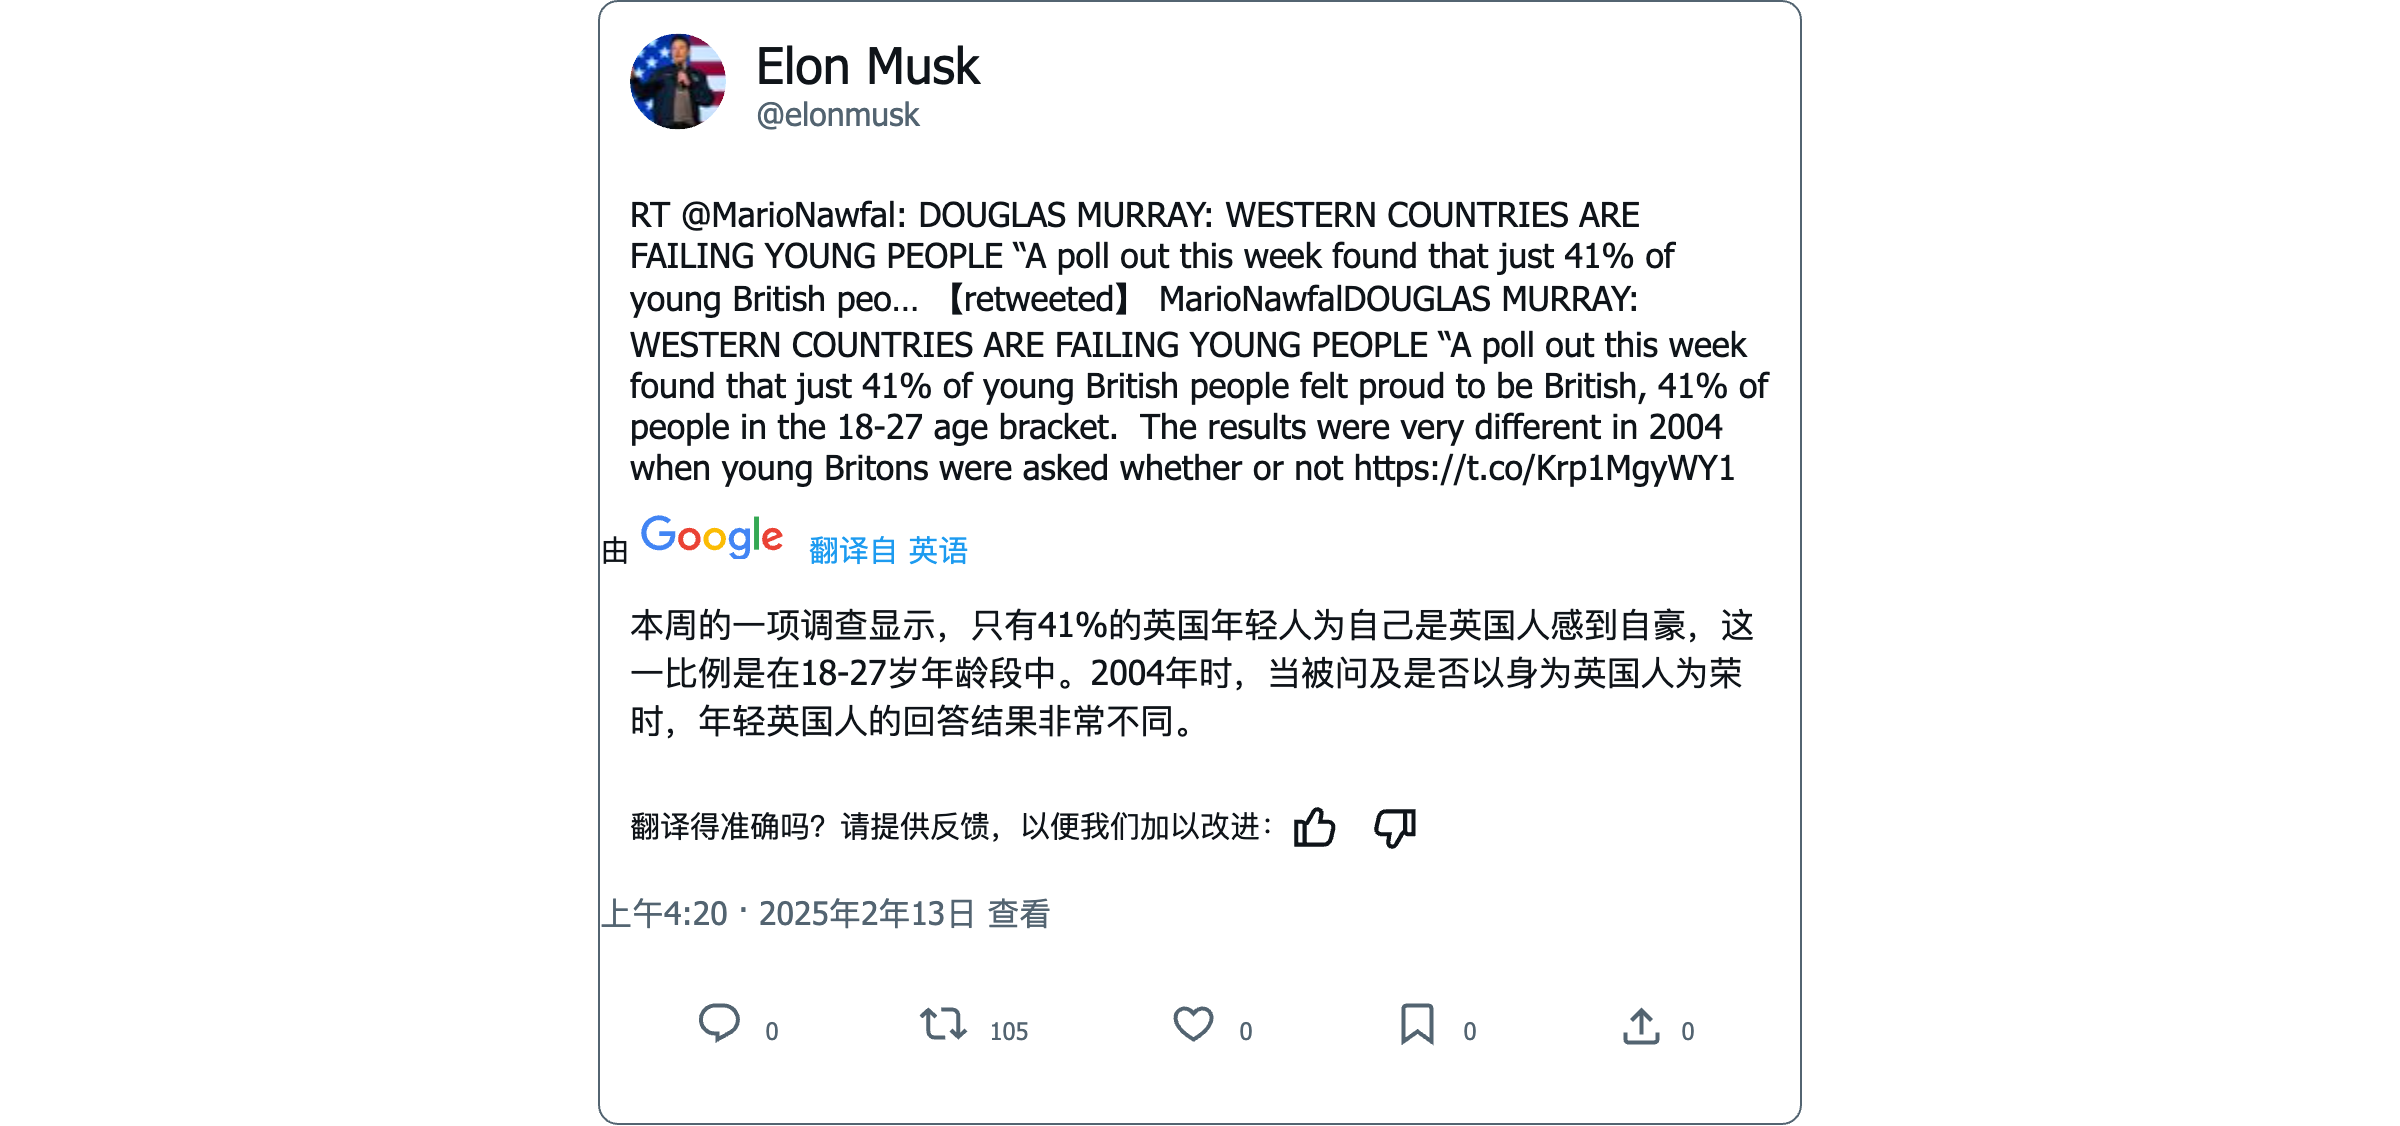 Elon Musk
@elonmusk
RT @MarioNawfal: DOUGLAS MURRAY: WESTERN COUNTRIES ARE
FAILING YOUNG PEOPLE “A poll out this week found that just 41% of
young British peo… 【retweeted】 MarioNawfalDOUGLAS MURRAY:
WESTERN COUNTRIES ARE FAILING YOUNG PEOPLE “A poll out this week
found that just 41% of young British people felt proud to be British, 41% of
people in the 18-27 age bracket.  The results were very different in 2004
when young Britons were asked whether or not https://t.co/Krp1MgyWY1
由 Google 翻译自 英语
本周的一项调查显示，只有41%的英国年轻人为自己是英国人感到自豪，这
一比例是在18-27岁年龄段中。2004年时，当被问及是否以身为英国人为荣
时，年轻英国人的回答结果非常不同。
翻译得准确吗？请提供反馈，以便我们加以改进：
上午4:20 · 2025年2年13日 查看
0 105 0 0 0